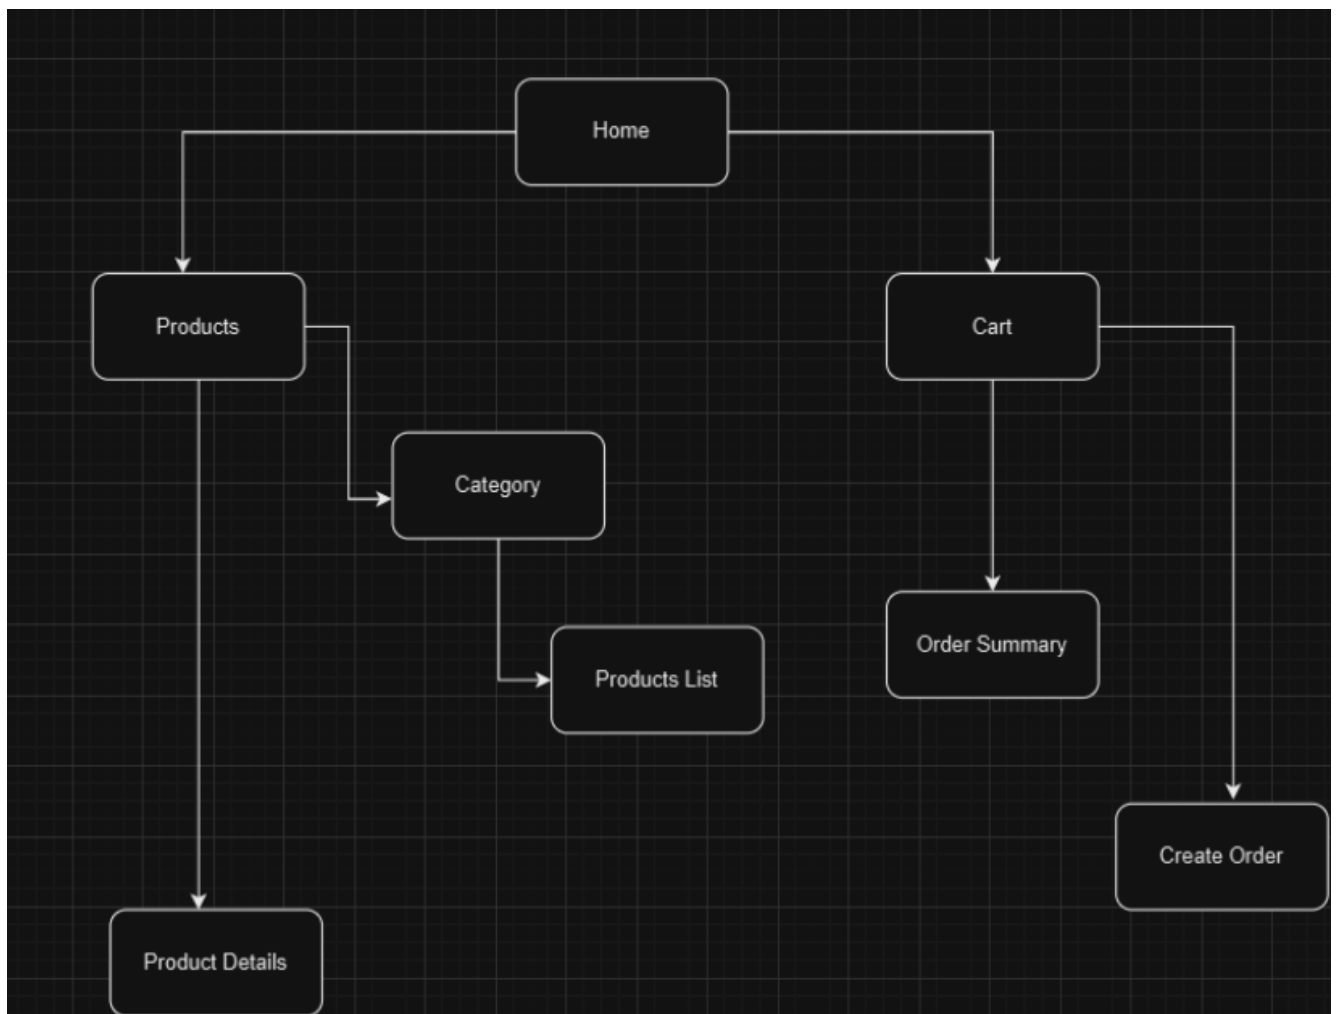 Home
Products
Cart
Category
Order Summary
Products List
Create Order
Product Details